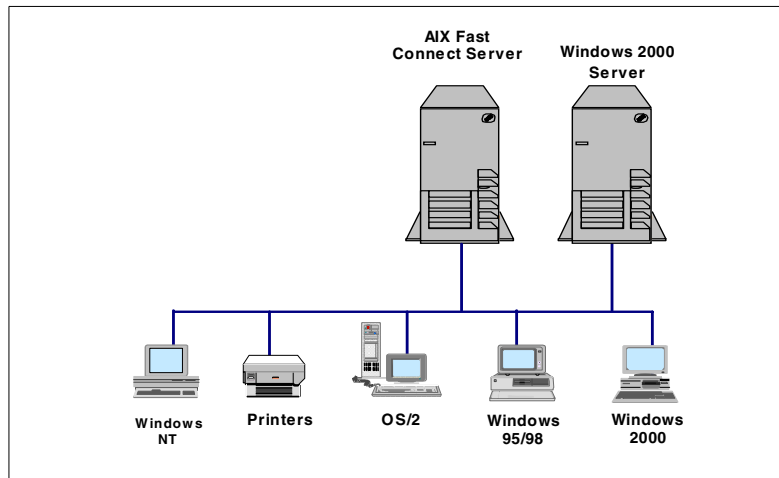 AIX Fast
Connect Server
Windows 2000
Server
Windows
NT
Printers
OS/2
Windows
95/98
Windows
2000